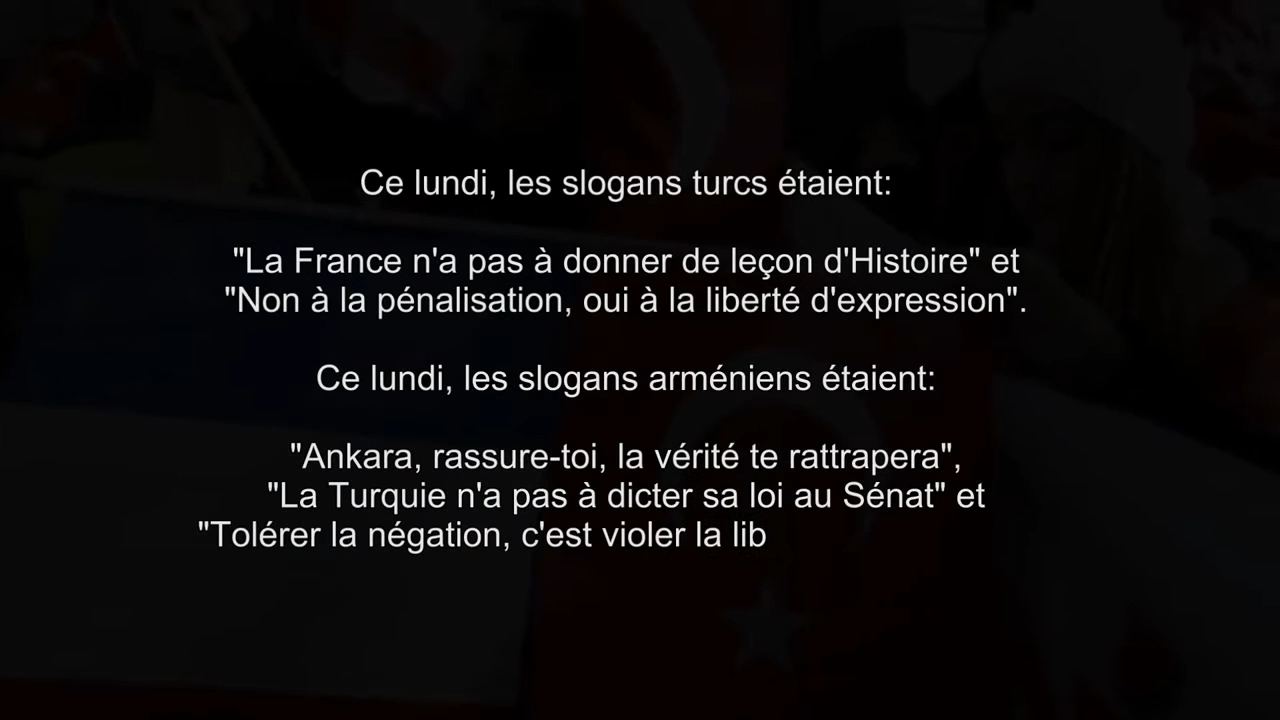 Ce lundi, les slogans turcs étaient:
"La France n'a pas à donner de leçon d'Histoire" et
"Non à la pénalisation, oui à la liberté d'expression".
Ce lundi, les slogans arméniens étaient:
"Ankara, rassure-toi, la vérité te rattrapera",
"La Turquie n'a pas à dicter sa loi au Sénat" et
"Tolérer la négation, c'est violer la lib